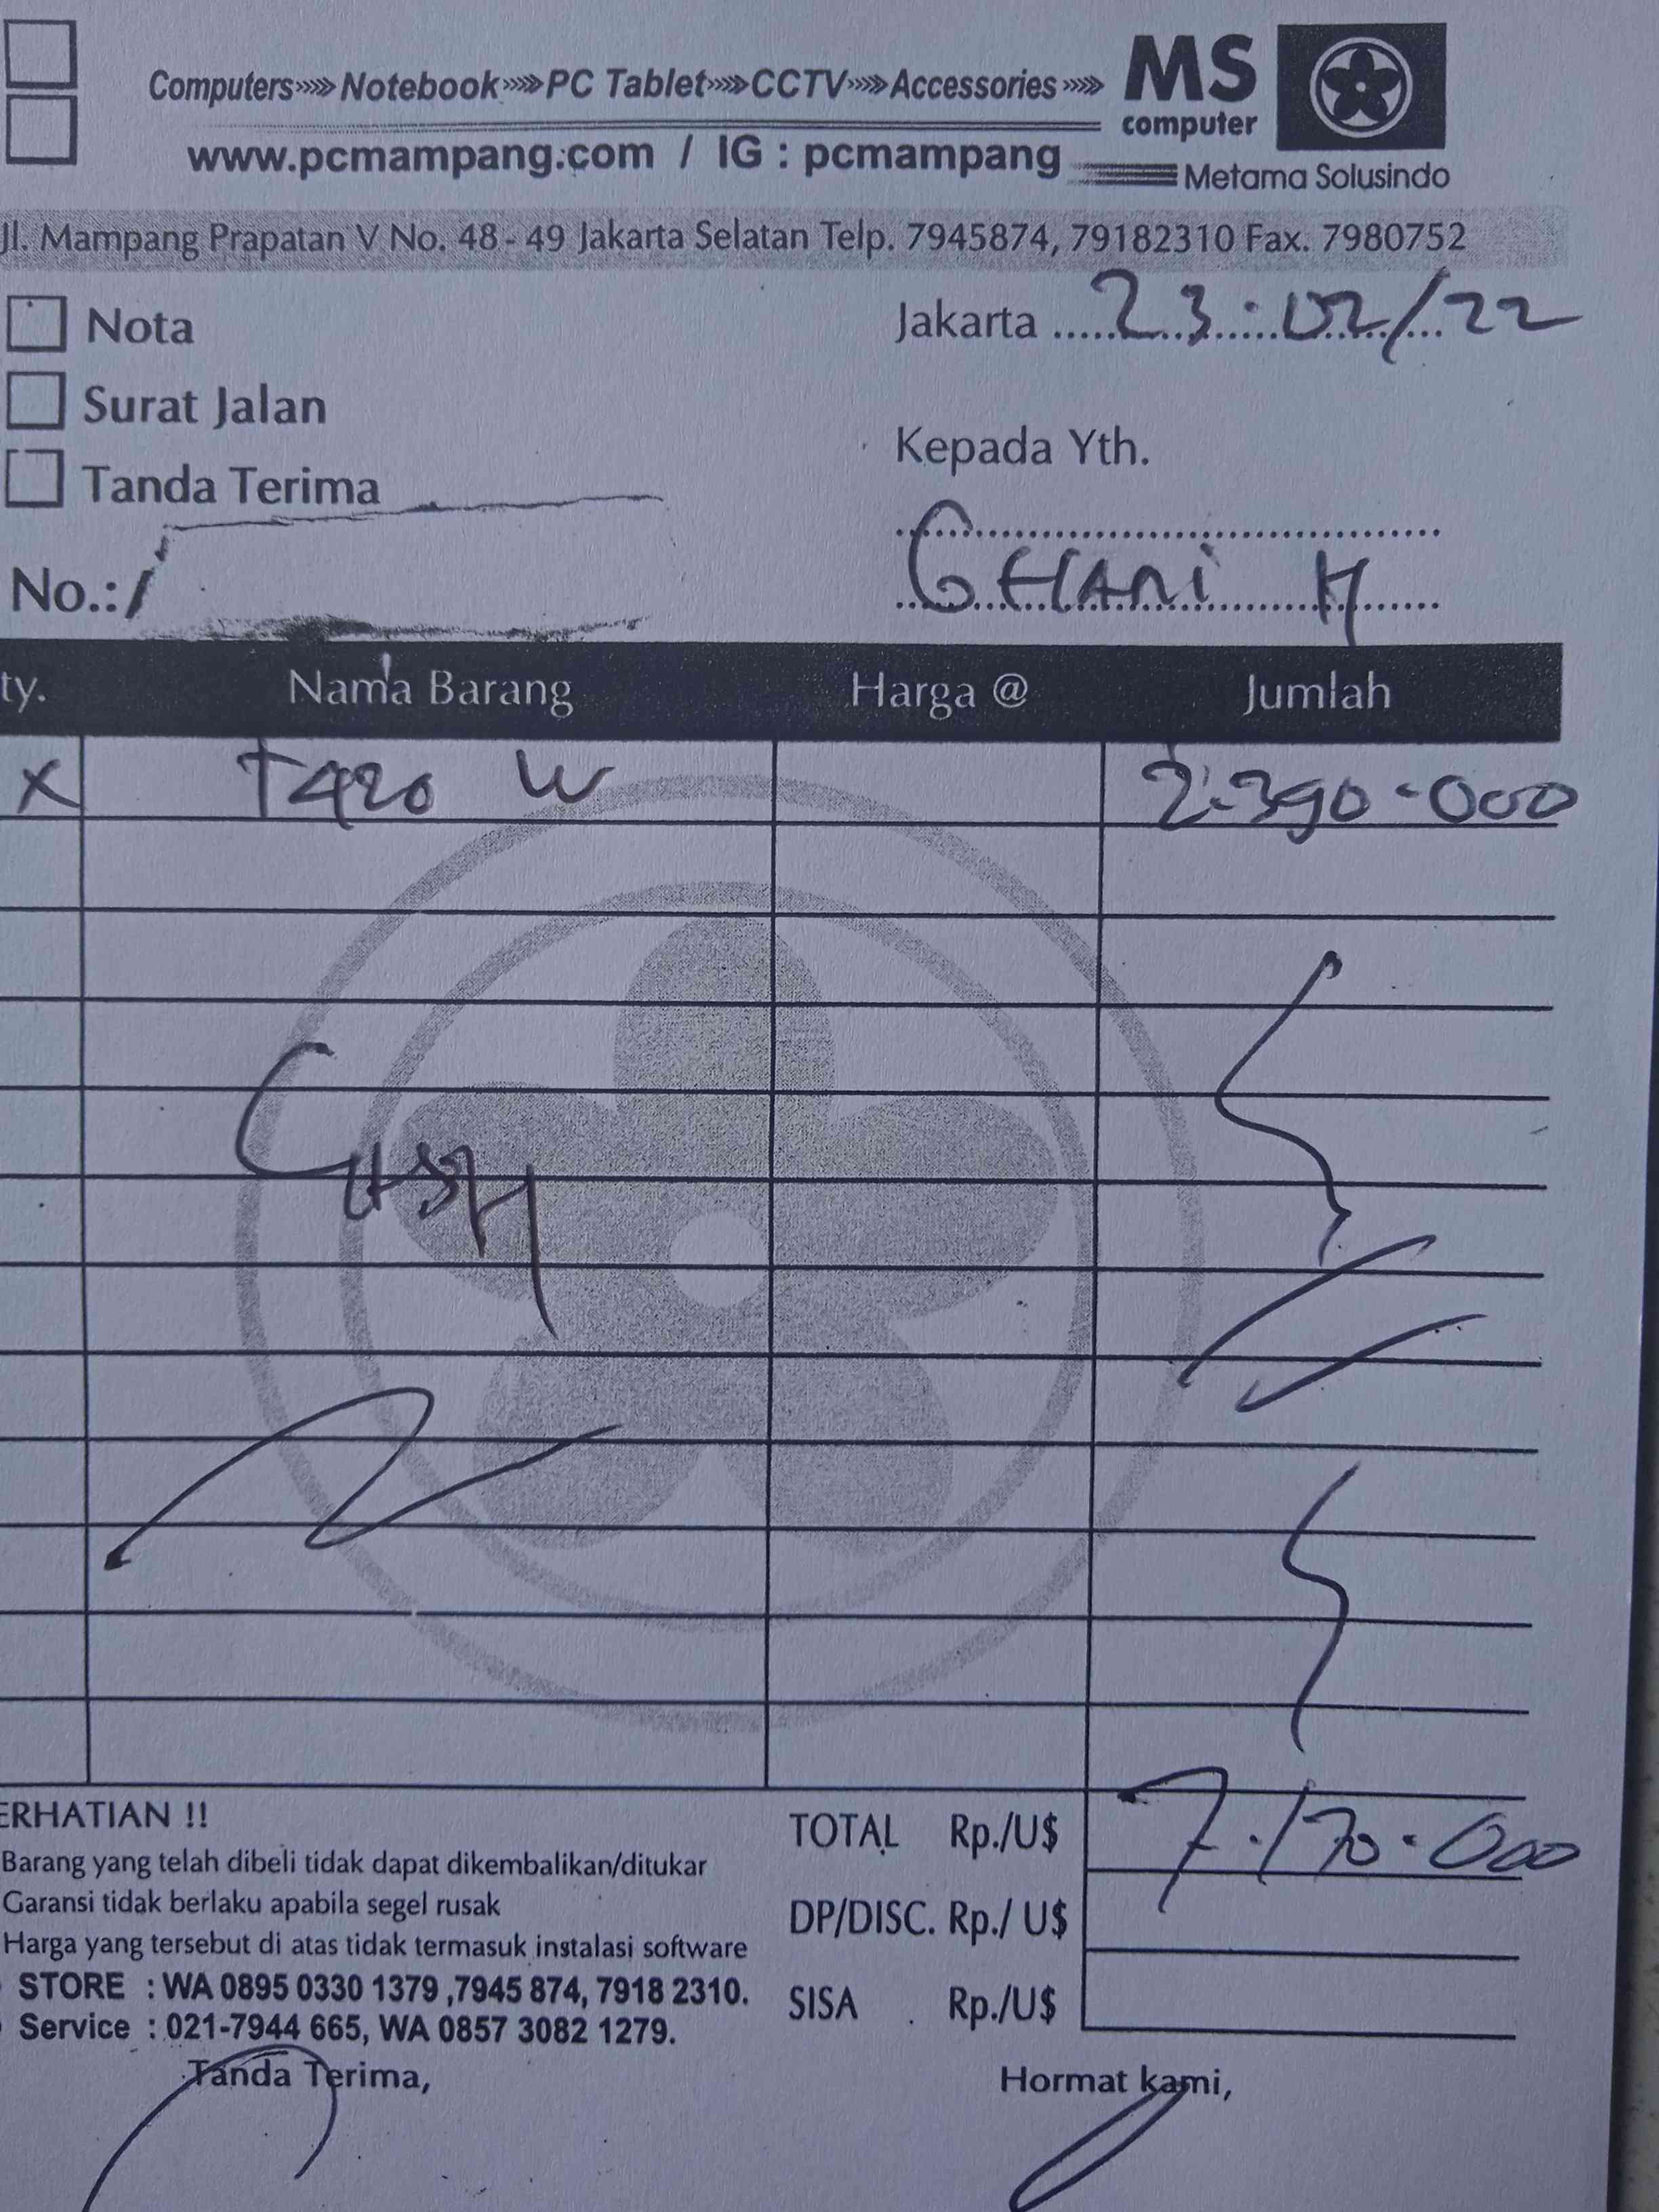 Computers»»» Notebook»»» PC Tablet»»» CCTV»»» Accessories »»»
MS
computer
www.pcmampang.com / IG : pcmampang
Metama Solusindo
Jl. Mampang Prapatan V No. 48 - 49 Jakarta Selatan Telp. 7945874, 79182310 Fax. 7980752
Nota
Jakarta 23-02/22
Surat Jalan
Kepada Yth.
Tanda Terima
GHANi H
No.:
ty. Nama Barang Harga @ Jumlah
X T420 W 2.390.000
CASH
ERHATIAN !!
TOTAL Rp./U$ 7.170.000
Barang yang telah dibeli tidak dapat dikembalikan/ditukar
Garansi tidak berlaku apabila segel rusak
DP/DISC. Rp./ U$
Harga yang tersebut di atas tidak termasuk instalasi software
STORE : WA 0895 0330 1379 ,7945 874, 7918 2310.
SISA Rp./U$
Service : 021-7944 665, WA 0857 3082 1279.
Tanda Terima,
Hormat kami,